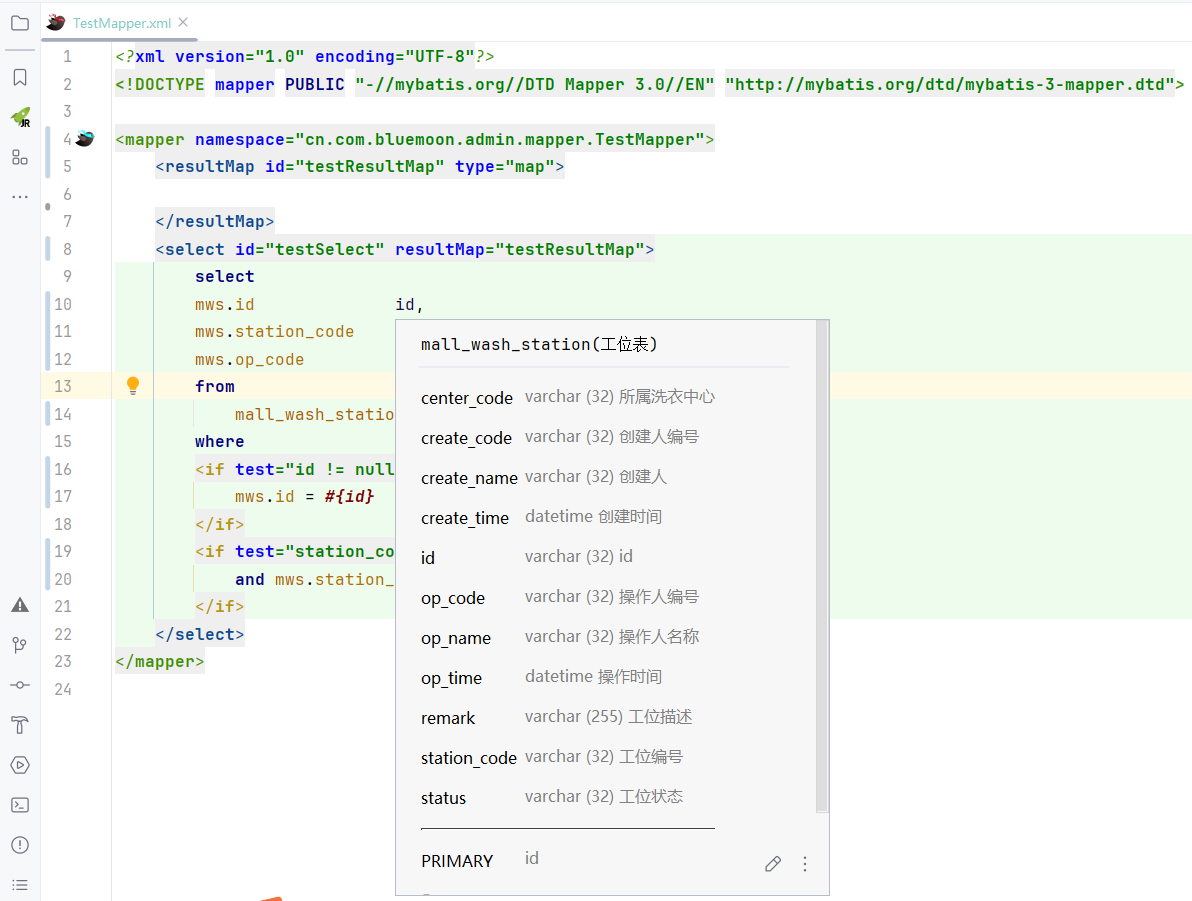 TestMapper.xml
1 <?xml version="1.0" encoding="UTF-8"?>
2 <!DOCTYPE mapper PUBLIC "-//mybatis.org//DTD Mapper 3.0//EN" "http://mybatis.org/dtd/mybatis-3-mapper.dtd">
3
4 <mapper namespace="cn.com.bluemoon.admin.mapper.TestMapper">
5 <resultMap id="testResultMap" type="map">
6
7 </resultMap>
8 <select id="testSelect" resultMap="testResultMap">
9 select
10 mws.id id,
11 mws.station_code
12 mws.op_code
13 from
14 mall_wash_statio
15 where
16 <if test="id != null
17 mws.id = #{id}
18 </if>
19 <if test="station_co
20 and mws.station_
21 </if>
22 </select>
23 </mapper>
24
mall_wash_station(工位表)
center_code varchar (32) 所属洗衣中心
create_code varchar (32) 创建人编号
create_name varchar (32) 创建人
create_time datetime 创建时间
id varchar (32) id
op_code varchar (32) 操作人编号
op_name varchar (32) 操作人名称
op_time datetime 操作时间
remark varchar (255) 工位描述
station_code varchar (32) 工位编号
status varchar (32) 工位状态
PRIMARY id
JR